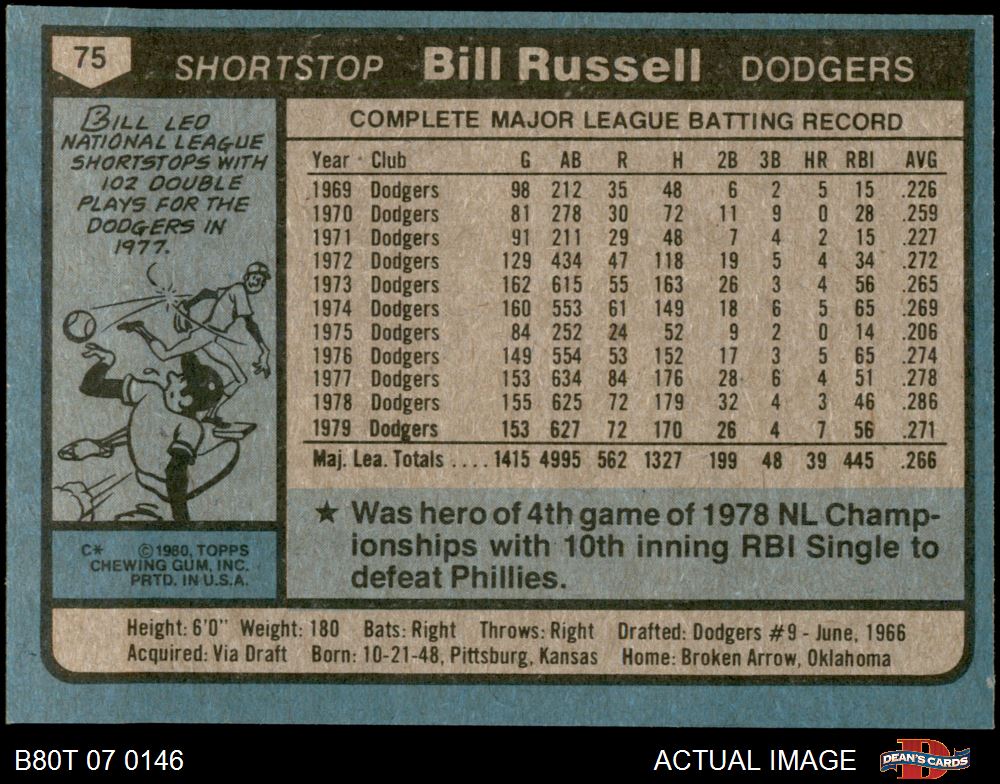 75
SHORTSTOP Bill Russell DODGERS
BILL LED
NATIONAL LEAGUE
SHORTSTOPS WITH
102 DOUBLE
PLAYS FOR THE
DODGERS IN
1977.
C* ©1980, TOPPS
CHEWING GUM, INC.
PRTD. IN U.S.A.
COMPLETE MAJOR LEAGUE BATTING RECORD
Year Club G AB R H 2B 3B HR RBI AVG
1969 Dodgers 98 212 35 48 6 2 5 15 .226
1970 Dodgers 81 278 30 72 11 9 0 28 .259
1971 Dodgers 91 211 29 48 7 4 2 15 .227
1972 Dodgers 129 434 47 118 19 5 4 34 .272
1973 Dodgers 162 615 55 163 26 3 4 56 .265
1974 Dodgers 160 553 61 149 18 6 5 65 .269
1975 Dodgers 84 252 24 52 9 2 0 14 .206
1976 Dodgers 149 554 53 152 17 3 5 65 .274
1977 Dodgers 153 634 84 176 28 6 4 51 .278
1978 Dodgers 155 625 72 179 32 4 3 46 .286
1979 Dodgers 153 627 72 170 26 4 7 56 .271
Maj. Lea. Totals .... 1415 4995 562 1327 199 48 39 445 .266
★ Was hero of 4th game of 1978 NL Champ-
ionships with 10th inning RBI Single to
defeat Phillies.
Height: 6'0" Weight: 180 Bats: Right Throws: Right Drafted: Dodgers #9 - June, 1966
Acquired: Via Draft Born: 10-21-48, Pittsburg, Kansas Home: Broken Arrow, Oklahoma
B80T 07 0146 ACTUAL IMAGE
D
DEAN'S CARDS